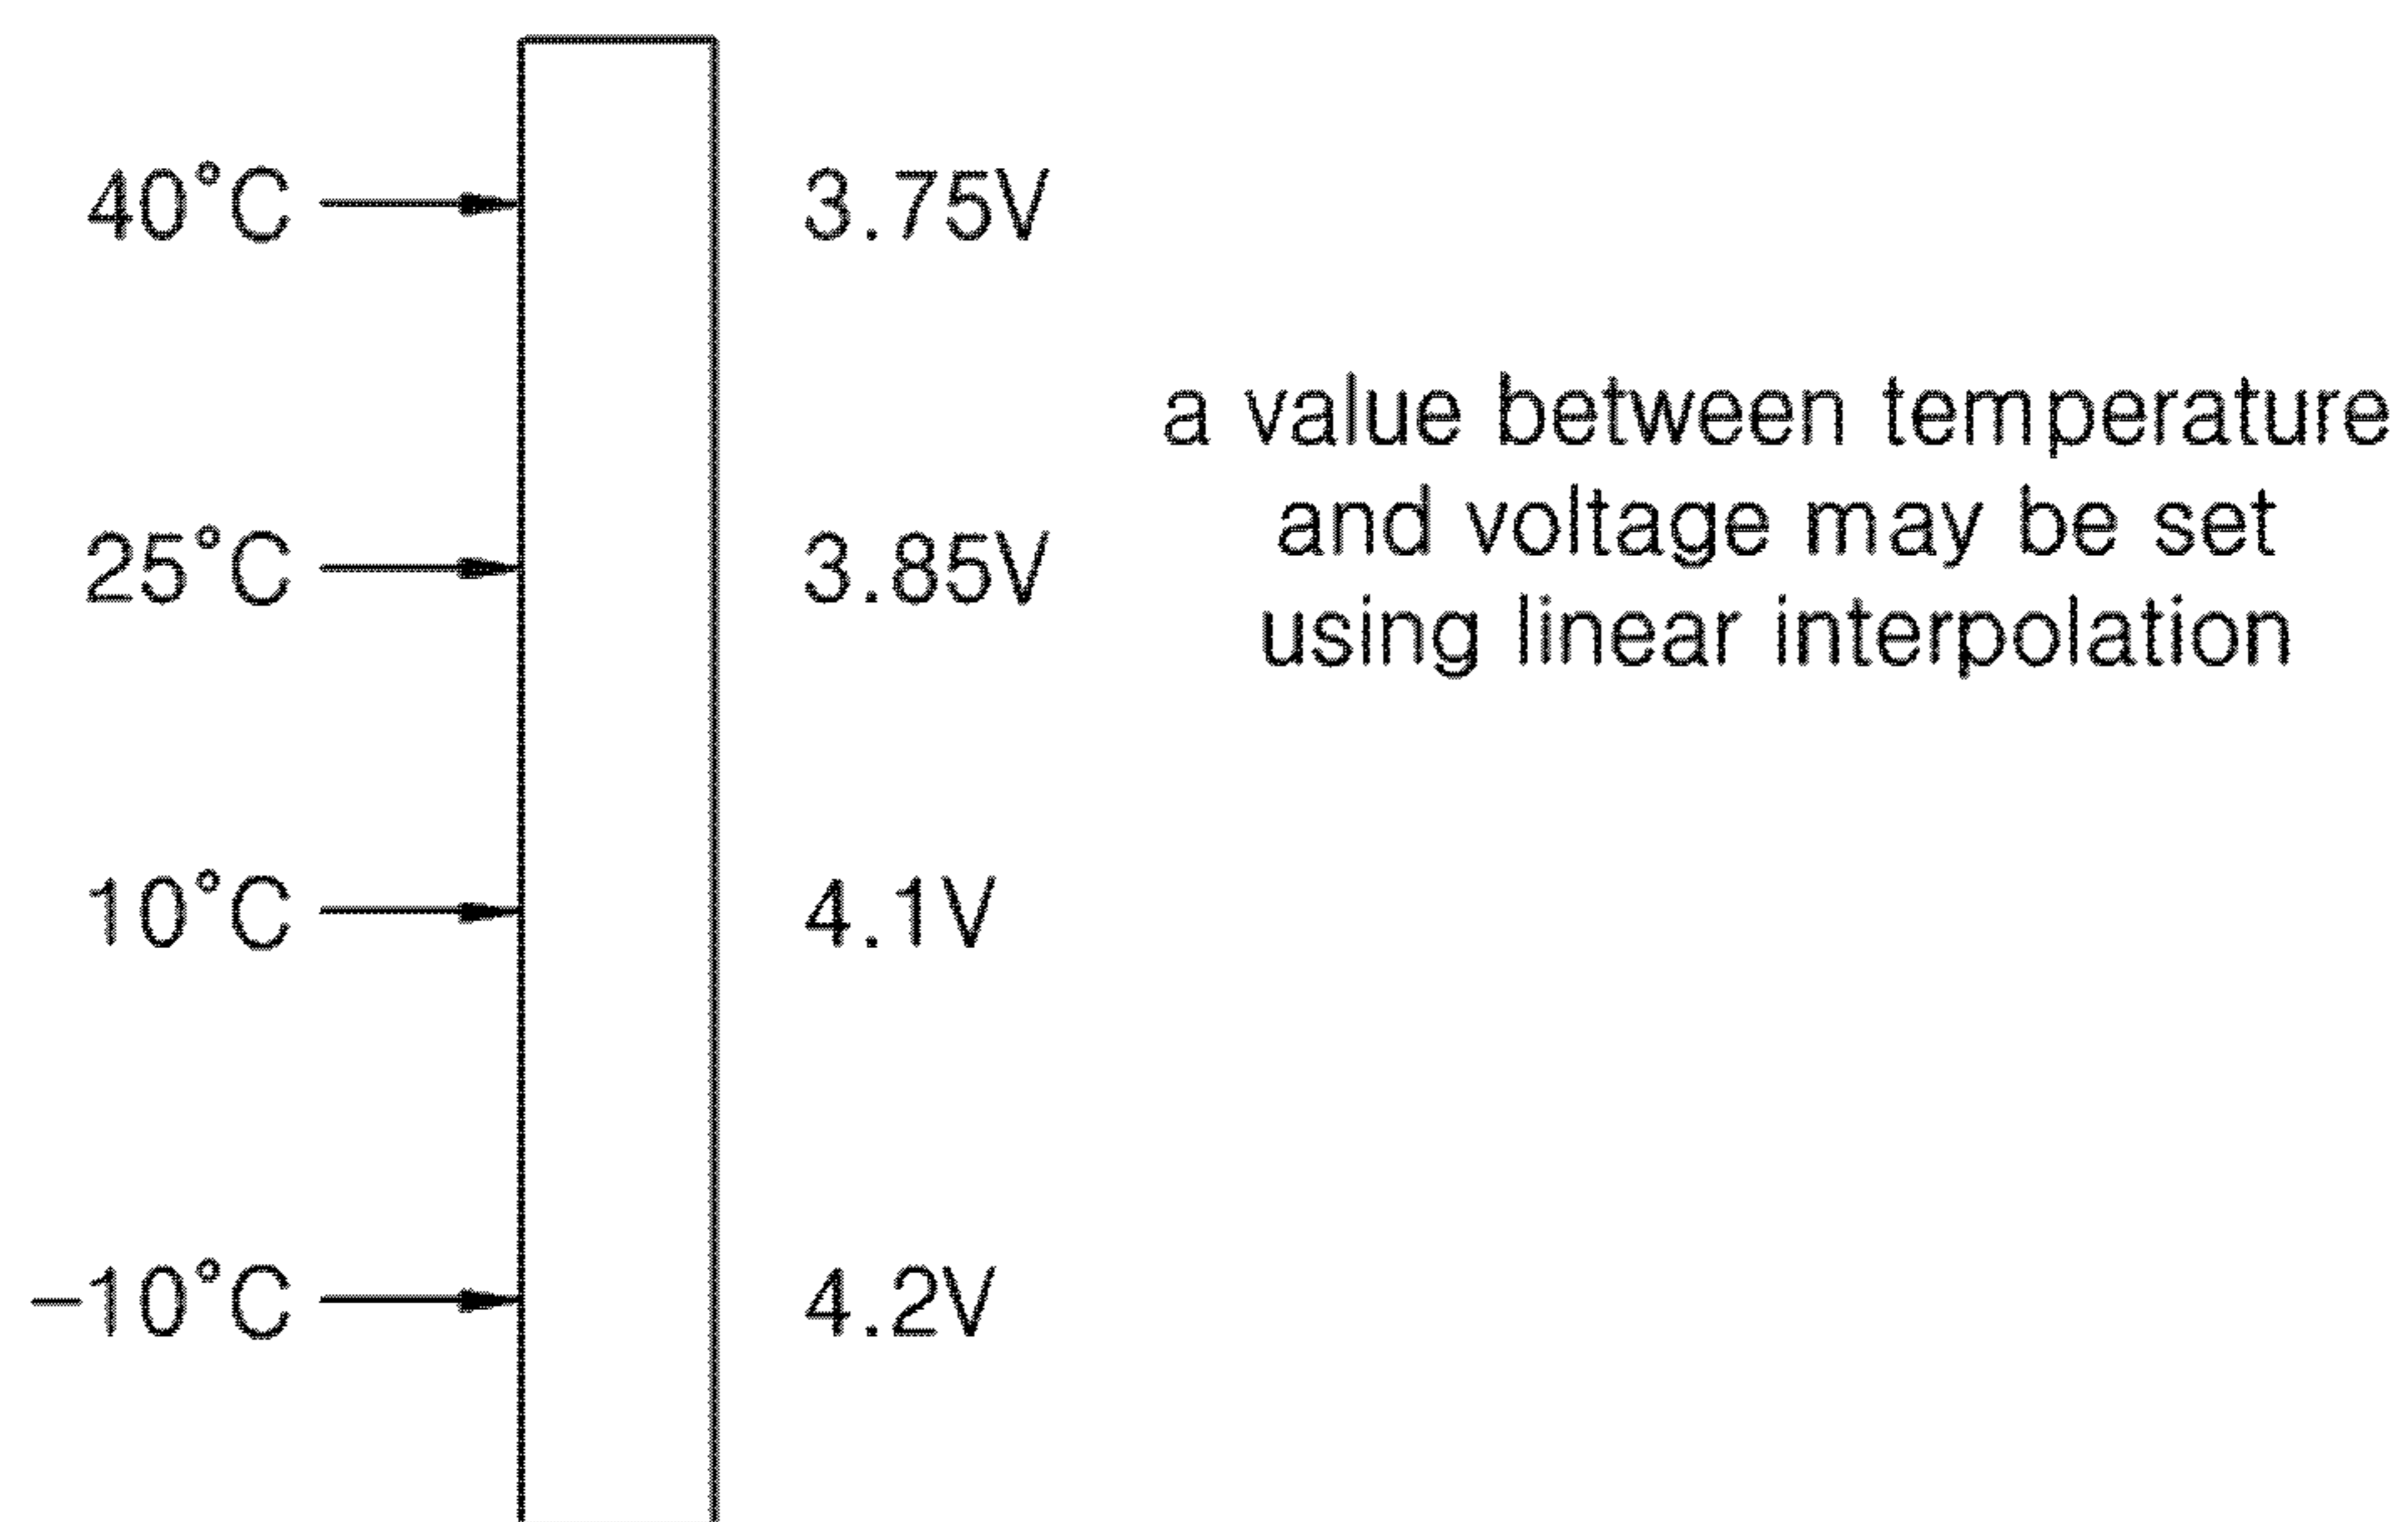 40°C 3.75V
a value between temperature
and voltage may be set
using linear interpolation
25°C 3.85V
10°C 4.1V
−10°C 4.2V